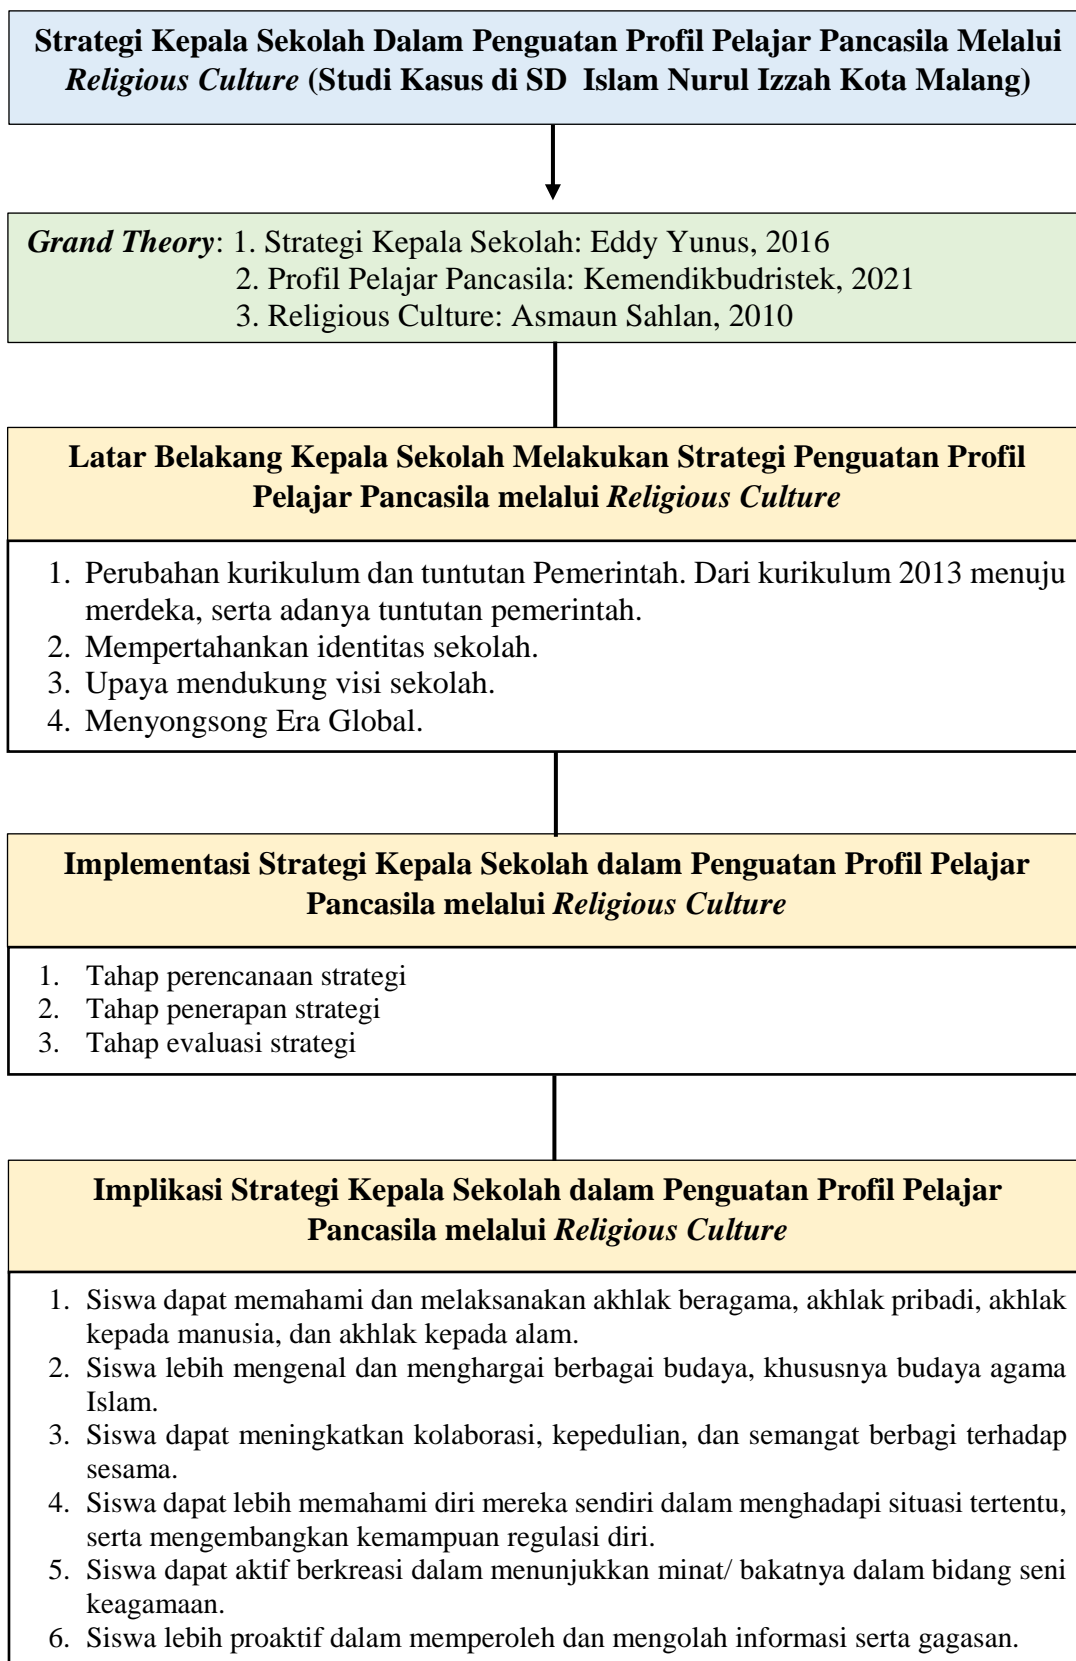 Strategi Kepala Sekolah Dalam Penguatan Profil Pelajar Pancasila Melalui
Religious Culture (Studi Kasus di SD Islam Nurul Izzah Kota Malang)
Grand Theory: 1. Strategi Kepala Sekolah: Eddy Yunus, 2016
2. Profil Pelajar Pancasila: Kemendikbudristek, 2021
3. Religious Culture: Asmaun Sahlan, 2010
Latar Belakang Kepala Sekolah Melakukan Strategi Penguatan Profil
Pelajar Pancasila melalui Religious Culture
1. Perubahan kurikulum dan tuntutan Pemerintah. Dari kurikulum 2013 menuju
merdeka, serta adanya tuntutan pemerintah.
2. Mempertahankan identitas sekolah.
3. Upaya mendukung visi sekolah.
4. Menyongsong Era Global.
Implementasi Strategi Kepala Sekolah dalam Penguatan Profil Pelajar
Pancasila melalui Religious Culture
1. Tahap perencanaan strategi
2. Tahap penerapan strategi
3. Tahap evaluasi strategi
Implikasi Strategi Kepala Sekolah dalam Penguatan Profil Pelajar
Pancasila melalui Religious Culture
1. Siswa dapat memahami dan melaksanakan akhlak beragama, akhlak pribadi, akhlak
kepada manusia, dan akhlak kepada alam.
2. Siswa lebih mengenal dan menghargai berbagai budaya, khususnya budaya agama
Islam.
3. Siswa dapat meningkatkan kolaborasi, kepedulian, dan semangat berbagi terhadap
sesama.
4. Siswa dapat lebih memahami diri mereka sendiri dalam menghadapi situasi tertentu,
serta mengembangkan kemampuan regulasi diri.
5. Siswa dapat aktif berkreasi dalam menunjukkan minat/ bakatnya dalam bidang seni
keagamaan.
6. Siswa lebih proaktif dalam memperoleh dan mengolah informasi serta gagasan.